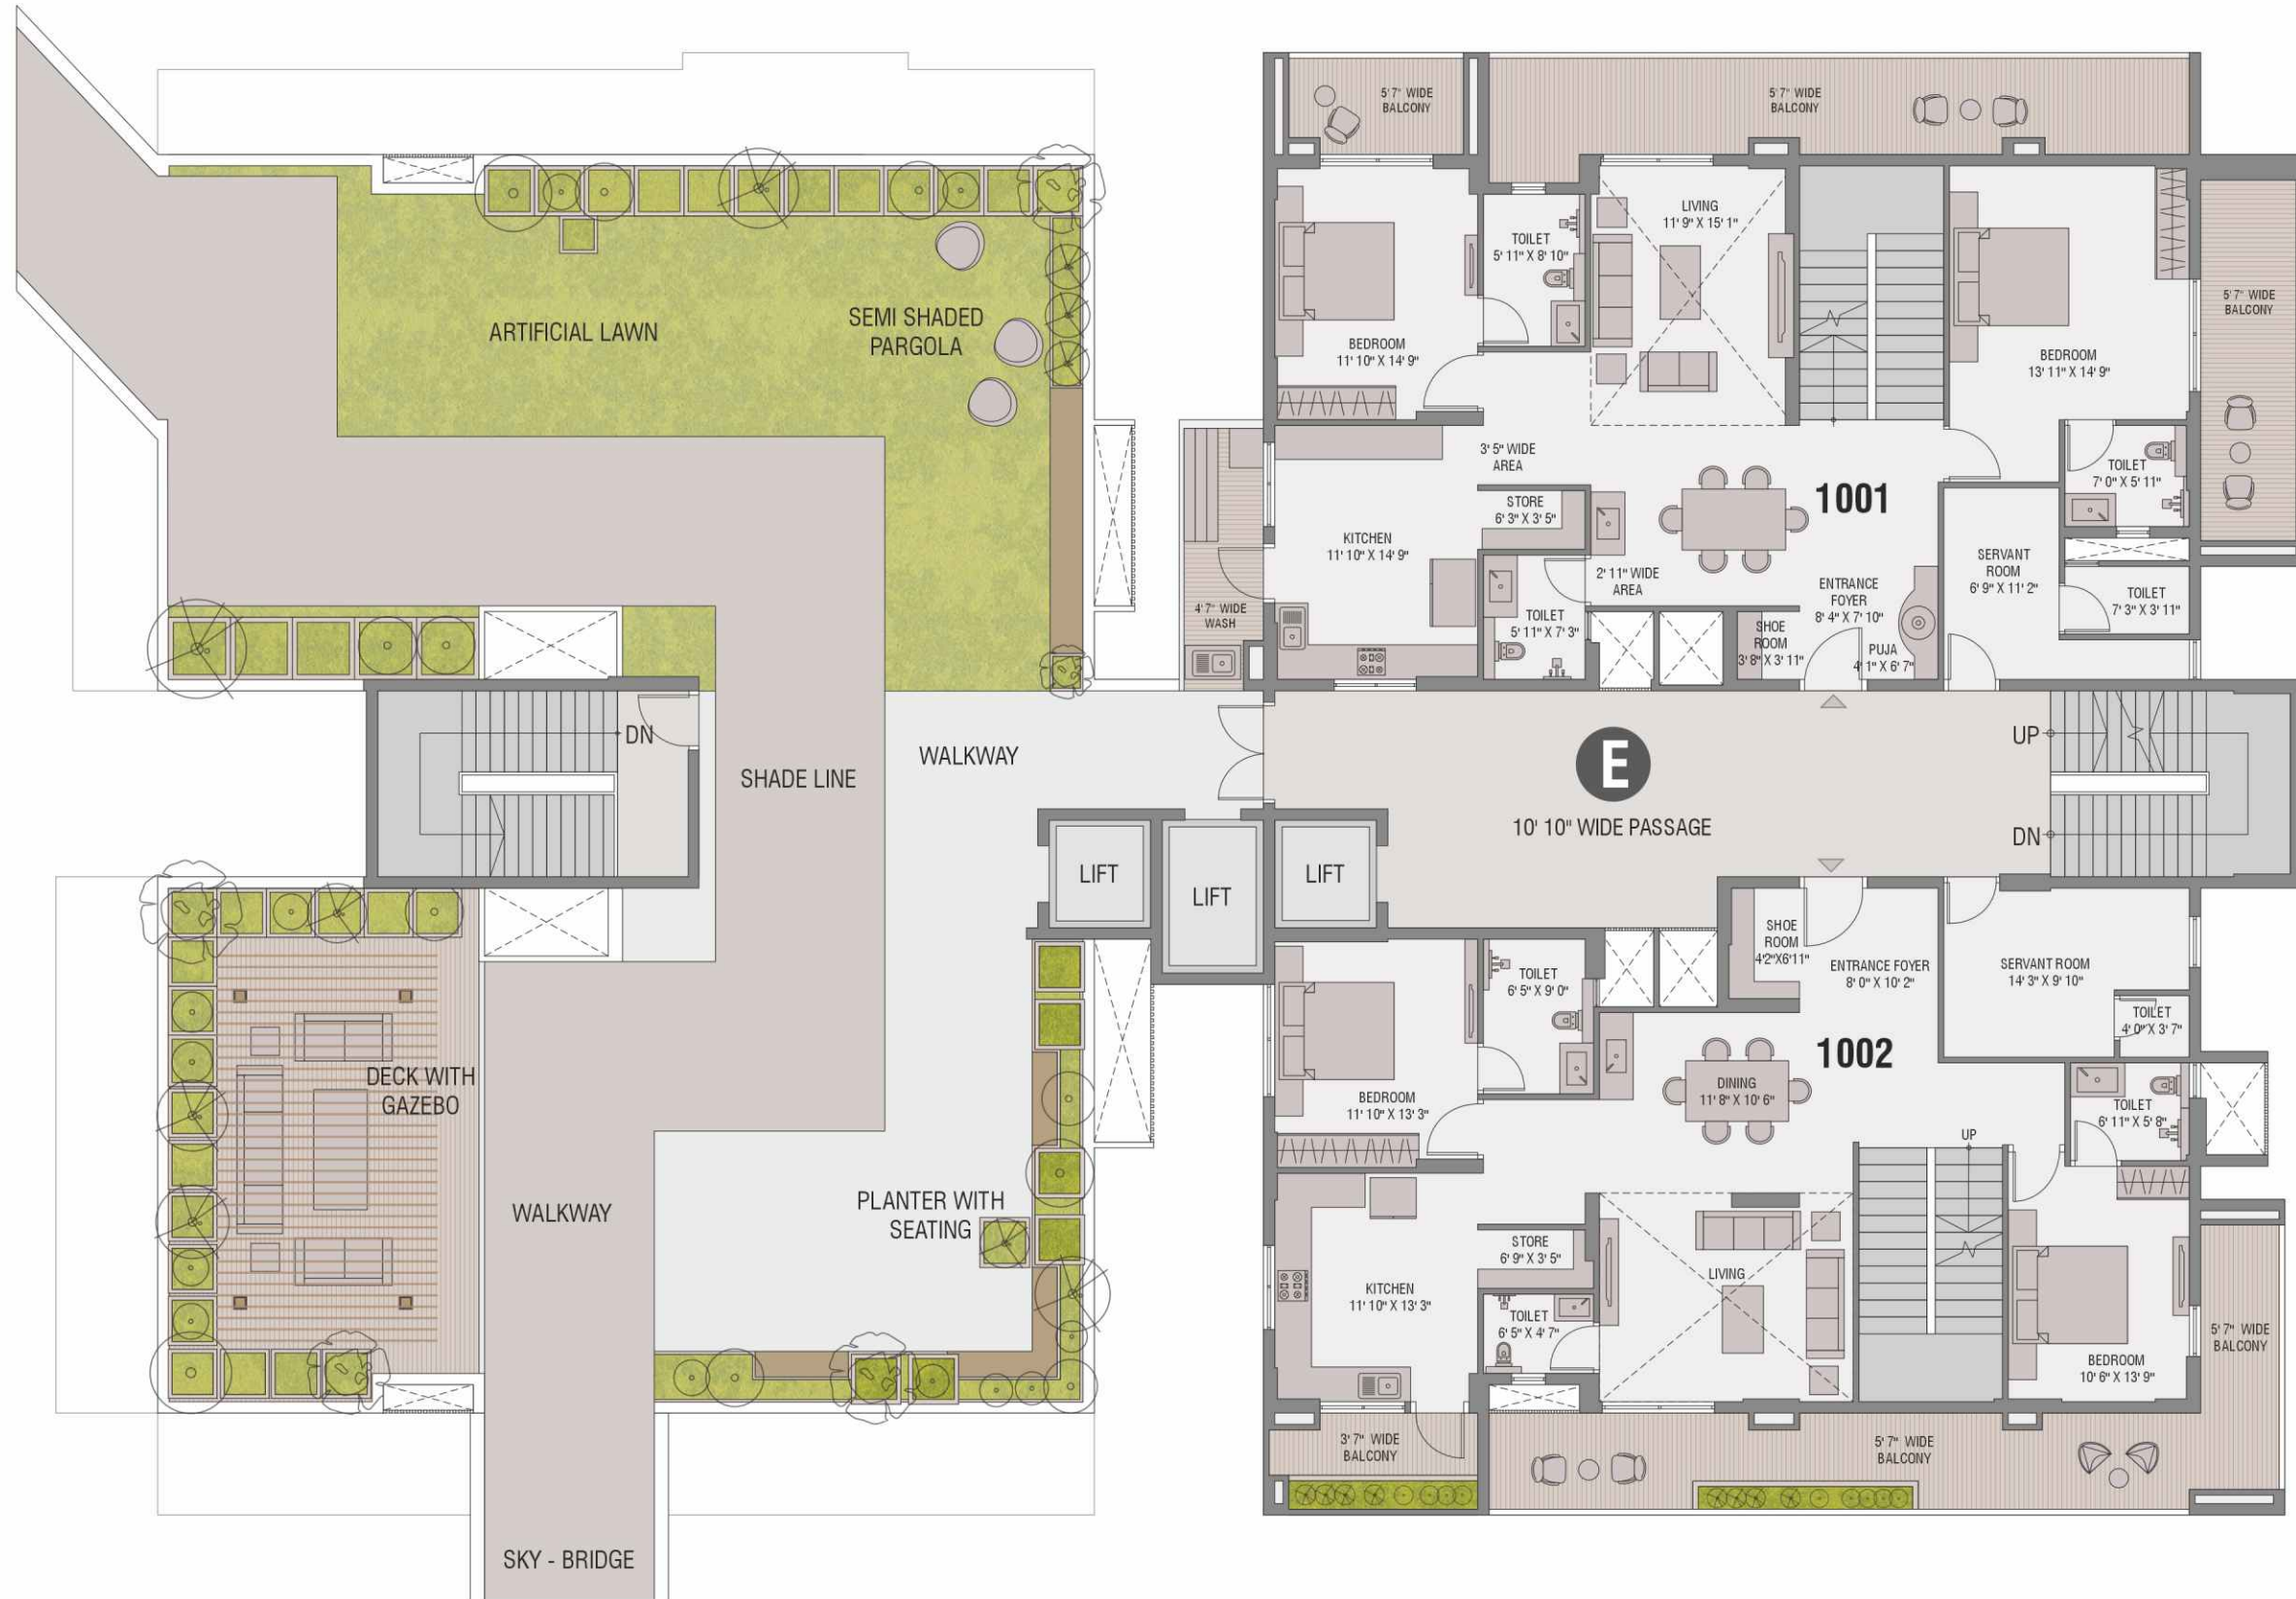 5' 7" WIDE
BALCONY
5' 7" WIDE
BALCONY
LIVING
11' 9" X 15' 1"
TOILET
5' 11" X 8' 10"
BEDROOM
11' 10" X 14' 9"
BEDROOM
13' 11" X 14' 9"
5' 7" WIDE
BALCONY
ARTIFICIAL LAWN
SEMI SHADED
PARGOLA
3' 5" WIDE
AREA
TOILET
7' 0" X 5' 11"
1001
STORE
6' 3" X 3' 5"
KITCHEN
11' 10" X 14' 9"
SERVANT
ROOM
6' 9" X 11' 2"
2' 11" WIDE
AREA
ENTRANCE
FOYER
8' 4" X 7' 10"
TOILET
7' 3" X 3' 11"
4' 7" WIDE
WASH
TOILET
5' 11" X 7' 3"
SHOE
ROOM
3' 8" X 3' 11"
PUJA
4' 1" X 6' 7"
DN
WALKWAY
SHADE LINE
E
10' 10" WIDE PASSAGE
UP
DN
LIFT
LIFT
LIFT
SHOE
ROOM
4'2"X6'11"
ENTRANCE FOYER
8' 0" X 10' 2"
SERVANT ROOM
14' 3" X 9' 10"
TOILET
6' 5" X 9' 0"
TOILET
4' 0" X 3' 7"
1002
DECK WITH
GAZEBO
DINING
11' 8" X 10' 6"
BEDROOM
11' 10" X 13' 3"
TOILET
6' 11" X 5' 8"
UP
WALKWAY
PLANTER WITH
SEATING
STORE
6' 9" X 3' 5"
LIVING
KITCHEN
11' 10" X 13' 3"
TOILET
6' 5" X 4' 7"
5' 7" WIDE
BALCONY
BEDROOM
10' 6" X 13' 9"
3' 7" WIDE
BALCONY
5' 7" WIDE
BALCONY
SKY - BRIDGE